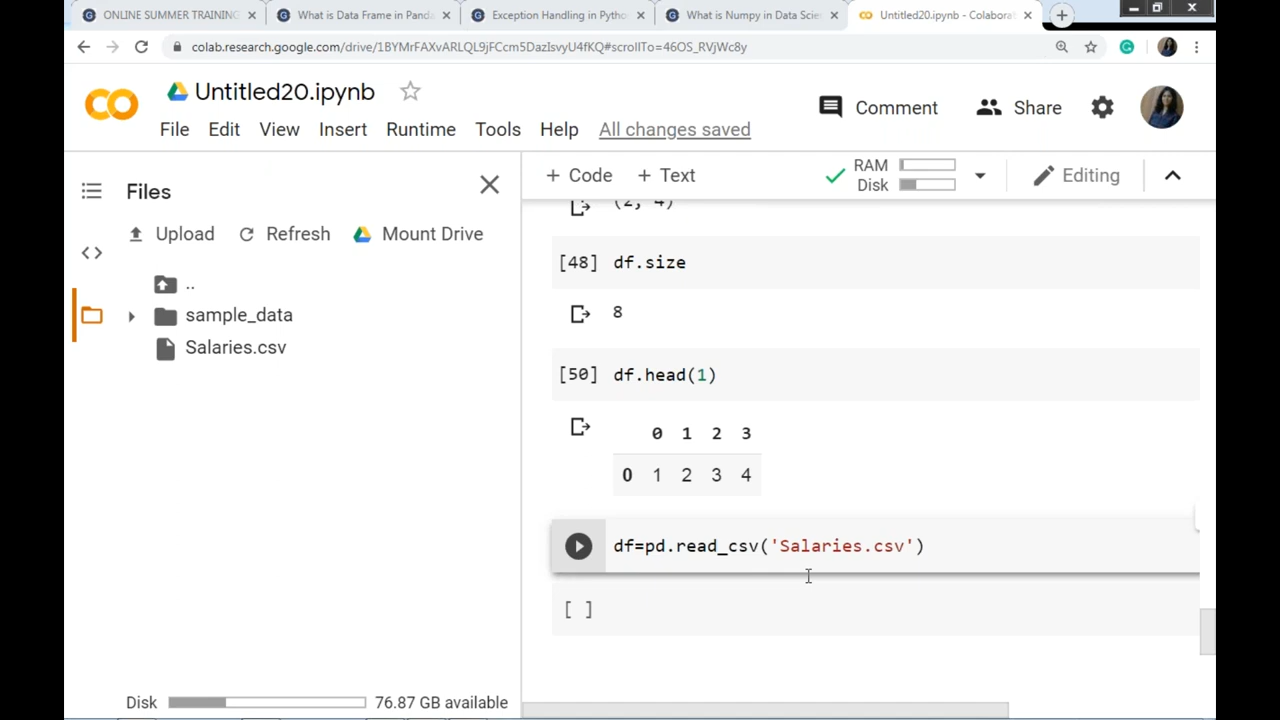 ONLINE SUMMER TRAINING
What is Data Frame in Panda
Exception Handling in Pytho
What is Numpy in Data Scie
Untitled20.ipynb - Colaborat
colab.research.google.com/drive/1BYMrFAXvARLQL9jFCcm5DazIsvyU4fKQ#scrollTo=46OS_RVjWc8y
CO
Untitled20.ipynb
Comment
Share
File Edit View Insert Runtime Tools Help All changes saved
Files
+ Code + Text
RAM
Disk
Editing
Upload Refresh Mount Drive
..
sample_data
Salaries.csv
(2, 4)
[48] df.size
8
[50] df.head(1)
0 1 2 3
0 1 2 3 4
df=pd.read_csv('Salaries.csv')
[ ]
Disk 76.87 GB available